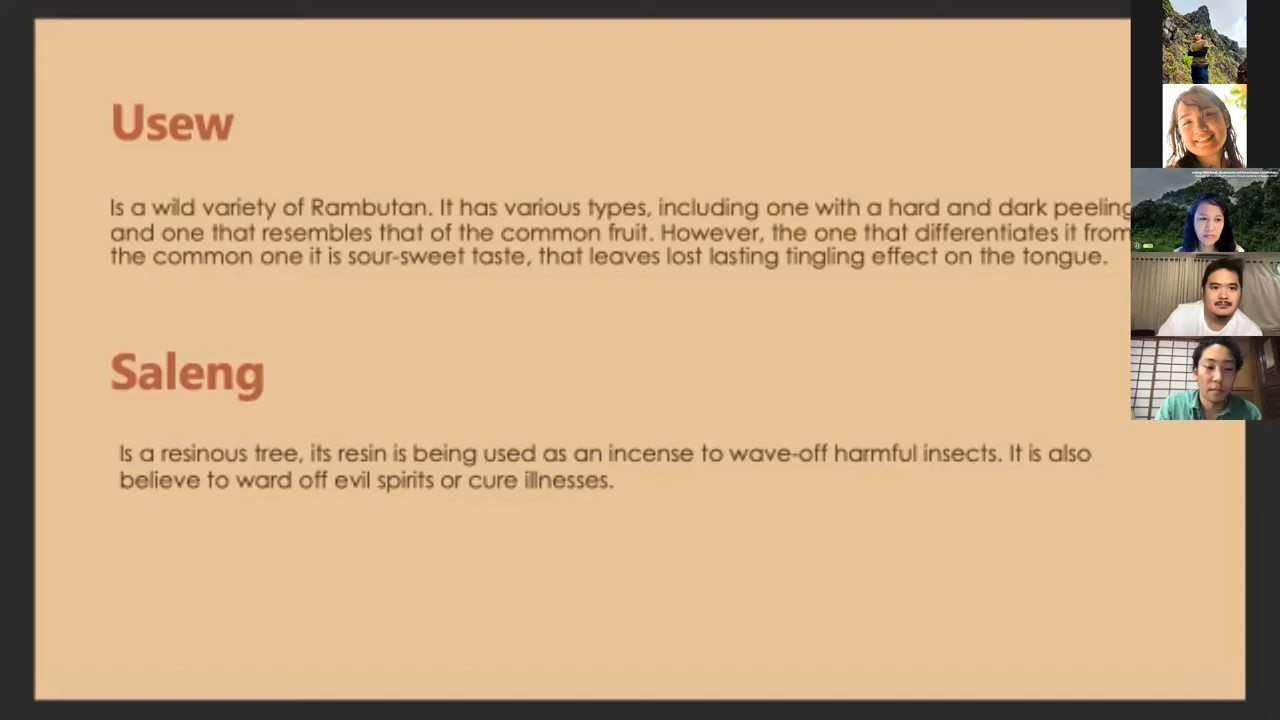 Usew
Is a wild variety of Rambutan. It has various types, including one with a hard and dark peeling
and one that resembles that of the common fruit. However, the one that differentiates it from
the common one it is sour-sweet taste, that leaves lost lasting tingling effect on the tongue.
Saleng
Is a resinous tree, its resin is being used as an incense to wave-off harmful insects. It is also
believe to ward off evil spirits or cure illnesses.